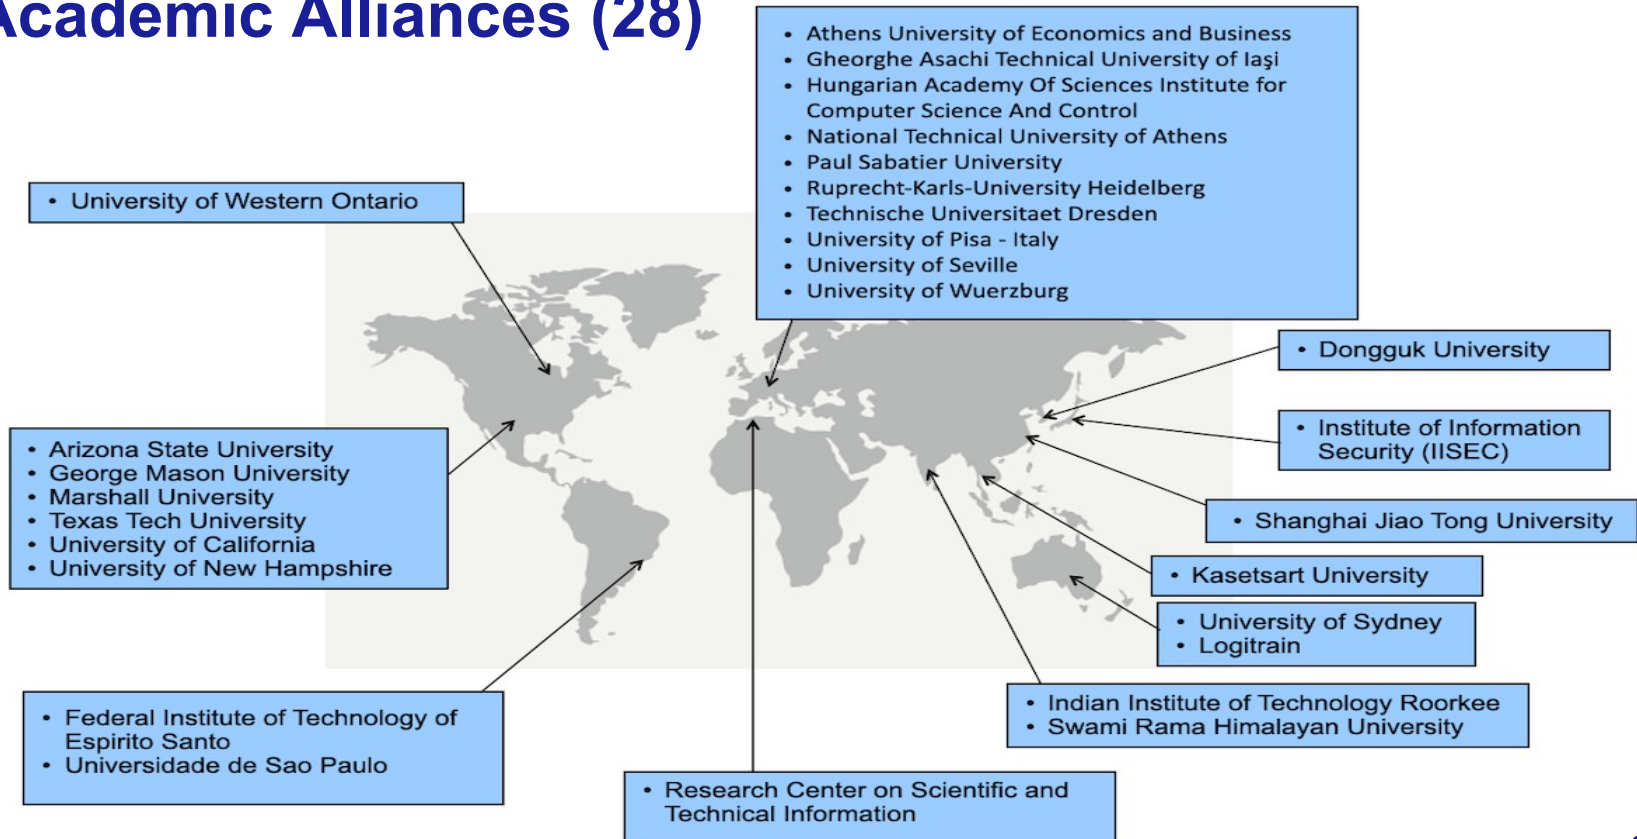 Academic Alliances (28)
• Athens University of Economics and Business
• Gheorghe Asachi Technical University of Iaşi
• Hungarian Academy Of Sciences Institute for
Computer Science And Control
• National Technical University of Athens
• Paul Sabatier University
• Ruprecht-Karls-University Heidelberg
• Technische Universitaet Dresden
• University of Pisa - Italy
• University of Seville
• University of Wuerzburg
• University of Western Ontario
• Dongguk University
• Institute of Information
Security (IISEC)
• Arizona State University
• George Mason University
• Marshall University
• Texas Tech University
• University of California
• University of New Hampshire
• Shanghai Jiao Tong University
• Kasetsart University
• University of Sydney
• Logitrain
• Indian Institute of Technology Roorkee
• Swami Rama Himalayan University
• Federal Institute of Technology of
Espirito Santo
• Universidade de Sao Paulo
• Research Center on Scientific and
Technical Information